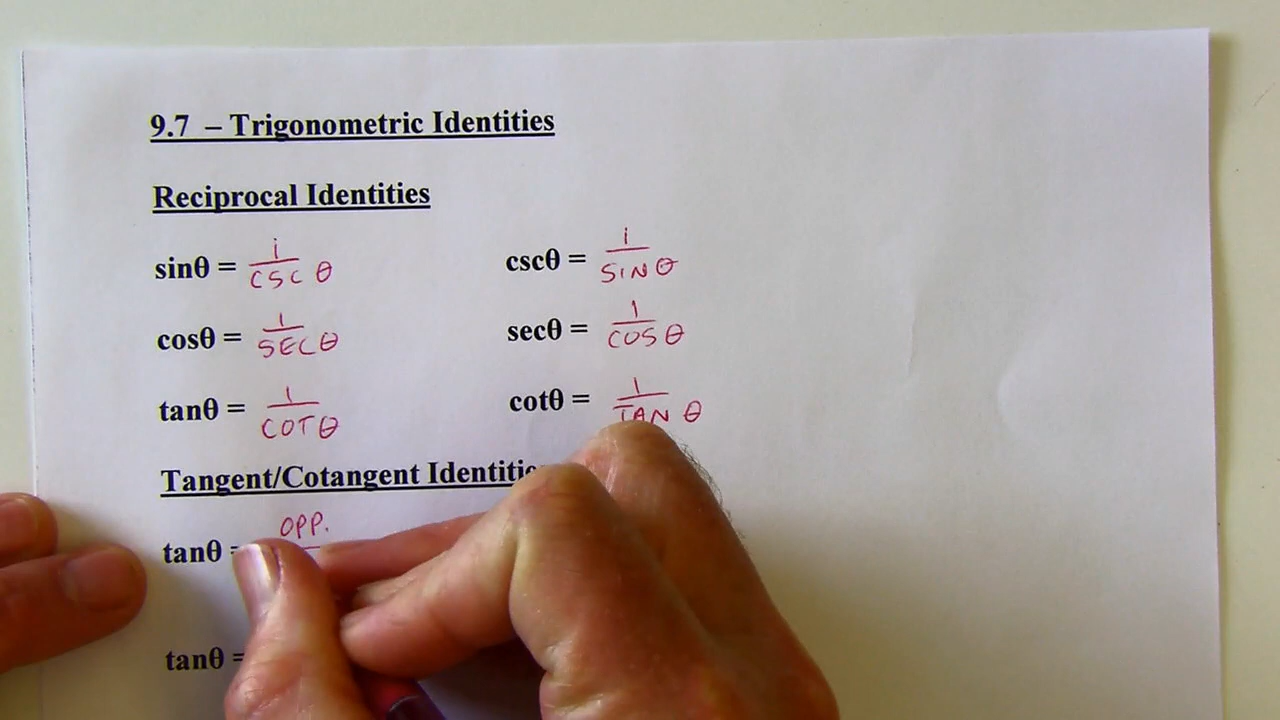 9.7 – Trigonometric Identities
Reciprocal Identities
sinθ = 1/CSC θ cscθ = 1/SIN θ
cosθ = 1/SEC θ secθ = 1/COS θ
tanθ = 1/COT θ cotθ = 1/TAN θ
Tangent/Cotangent
tanθ = OPP.
tanθ =